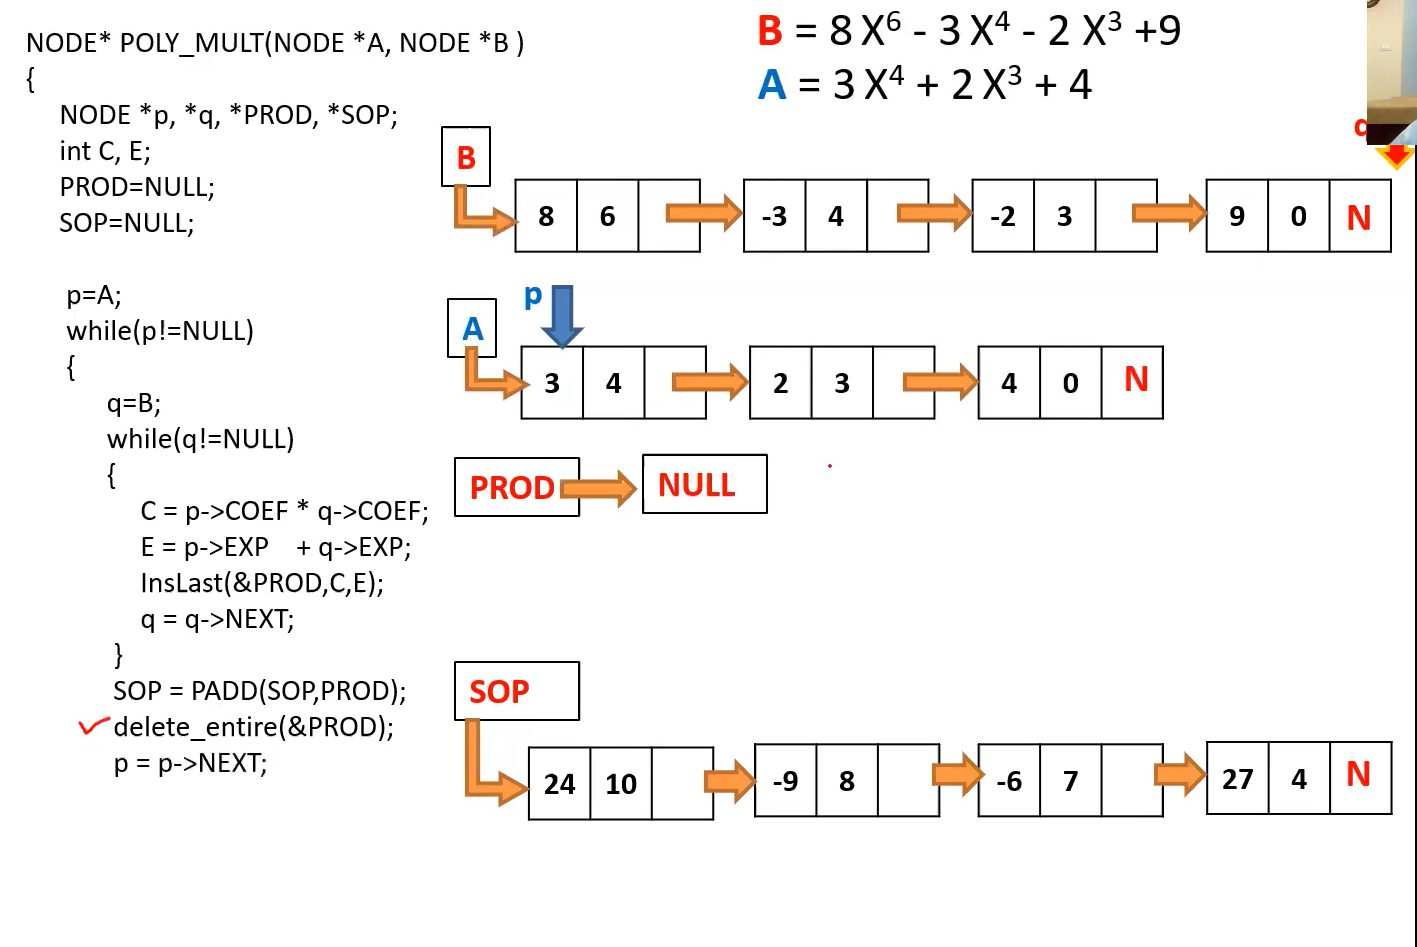 NODE* POLY_MULT(NODE *A, NODE *B )
{
NODE *p, *q, *PROD, *SOP;
int C, E;
PROD=NULL;
SOP=NULL;
p=A;
while(p!=NULL)
{
q=B;
while(q!=NULL)
{
C = p->COEF * q->COEF;
E = p->EXP + q->EXP;
InsLast(&PROD,C,E);
q = q->NEXT;
}
SOP = PADD(SOP,PROD);
delete_entire(&PROD);
p = p->NEXT;
B = 8 X⁶ - 3 X⁴ - 2 X³ +9
A = 3 X⁴ + 2 X³ + 4
B
8 6 -3 4 -2 3 9 0 N
p
A
3 4 2 3 4 0 N
PROD NULL
SOP
24 10 -9 8 -6 7 27 4 N